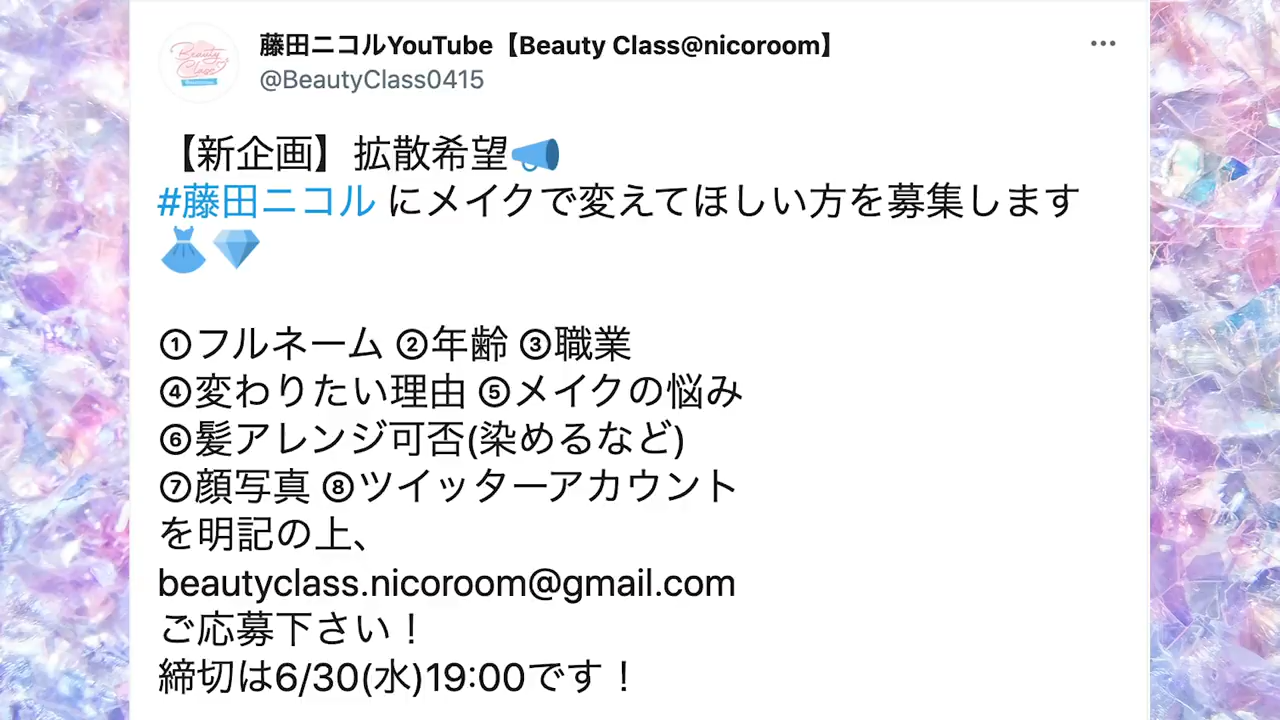 藤田ニコルYouTube【Beauty Class@nicoroom】
@BeautyClass0415
Beauty
Class
【新企画】拡散希望📣
#藤田ニコル にメイクで変えてほしい方を募集します
👗💎
①フルネーム ②年齢 ③職業
④変わりたい理由 ⑤メイクの悩み
⑥髪アレンジ可否(染めるなど)
⑦顔写真 ⑧ツイッターアカウント
を明記の上、
beautyclass.nicoroom@gmail.com
ご応募下さい！
締切は6/30(水)19:00です！